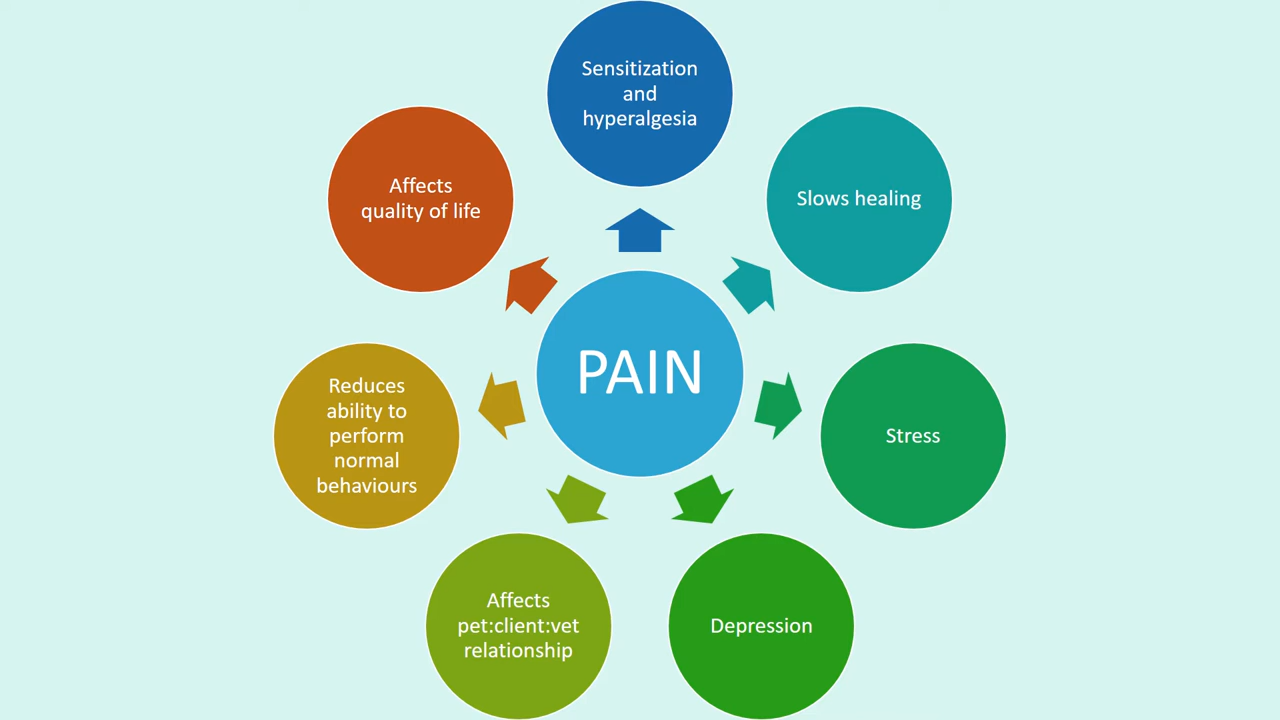 Sensitization
and
hyperalgesia
Slows healing
Stress
Depression
Affects
pet:client:vet
relationship
Reduces
ability to
perform
normal
behaviours
Affects
quality of life
PAIN